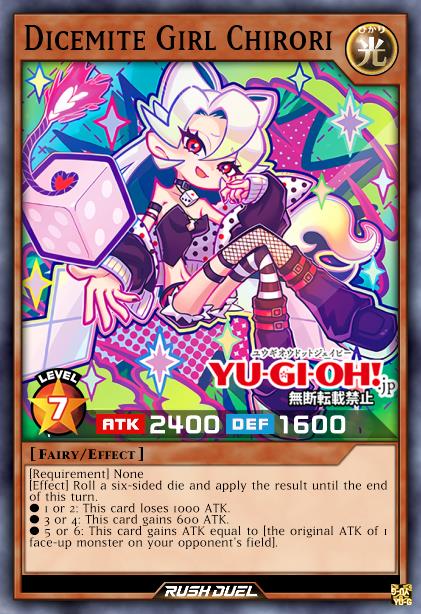 Dicemite Girl Chirori
ひかり
光
ユウギオウドットジェイピー
YU-GI-OH!.jp
無断転載禁止
LEVEL
7
ATK 2400 DEF 1600
[ Fairy/Effect ]
[Requirement] None
[Effect] Roll a six-sided die and apply the result until the end
of this turn.
● 1 or 2: This card loses 1000 ATK.
● 3 or 4: This card gains 600 ATK.
● 5 or 6: This card gains ATK equal to [the original ATK of 1
face-up monster on your opponent's field].
RUSH DUEL